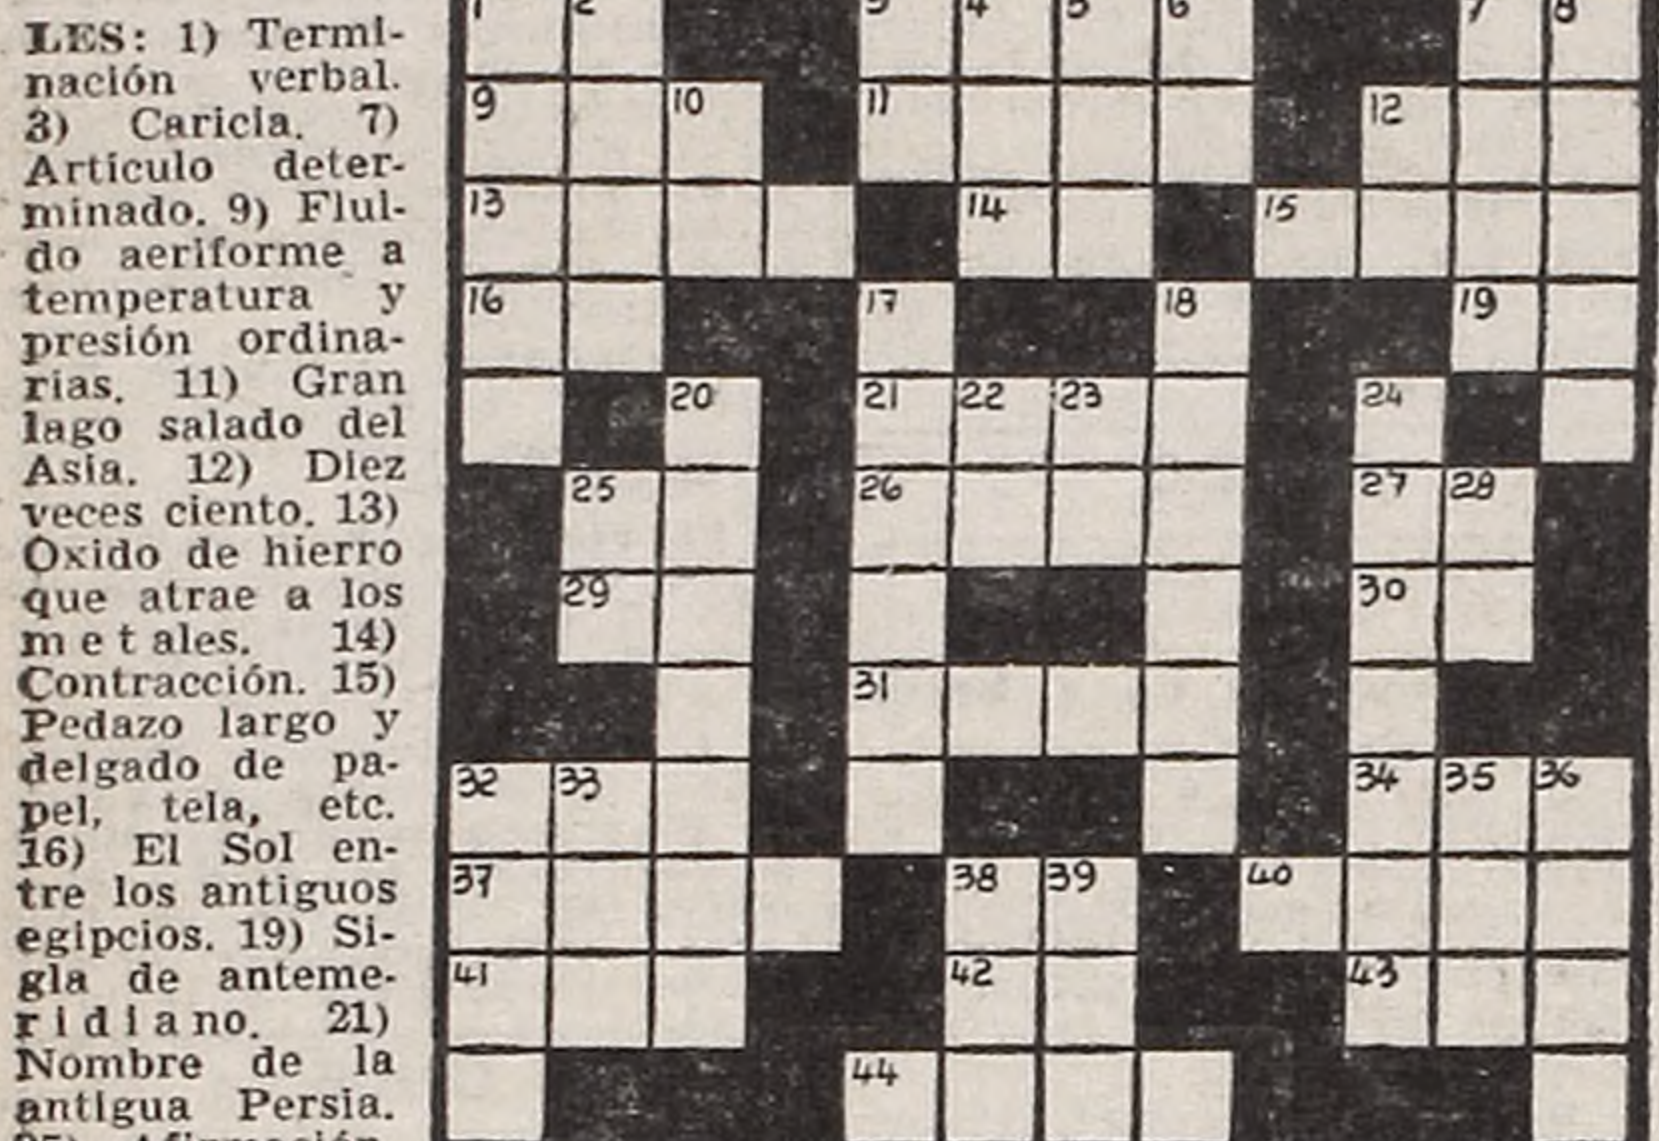 LES: 1) Termi-
nación verbal.
3) Caricia. 7)
Artículo deter-
minado. 9) Flui-
do aeriforme a
temperatura y
presión ordina-
rias. 11) Gran
lago salado del
Asia. 12) Diez
veces ciento. 13)
Oxido de hierro
que atrae a los
metales. 14)
Contracción. 15)
Pedazo largo y
delgado de pa-
pel, tela, etc.
16) El Sol en-
tre los antiguos
egipcios. 19) Si-
gla de anteme-
ridiano. 21)
Nombre de la
antigua Persia.
25) Afirmación.
1 2 3 4 5 6 7 8
9 10 11 12
13 14 15
16 17 18 19
20 21 22 23 24
25 26 27 28
29 30
31
32 33 34 35 36
37 38 39 40
41 42 43
44